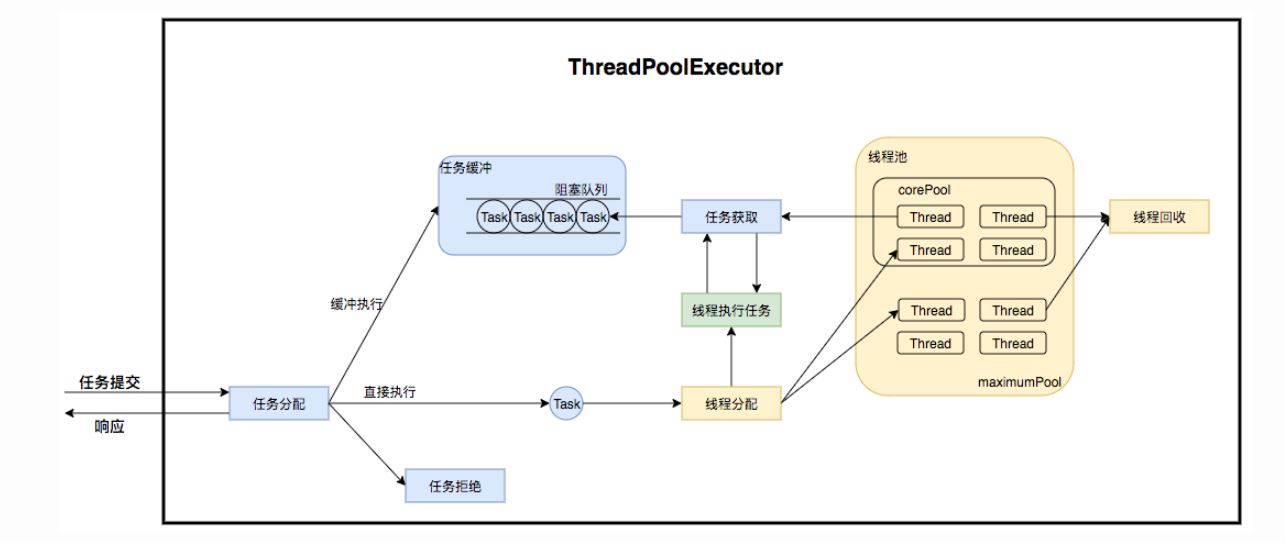 ThreadPoolExecutor
任务缓冲
阻塞队列
Task Task Task Task
任务获取
线程池
corePool
Thread Thread
Thread Thread
线程回收
缓冲执行
线程执行任务
Thread Thread
Thread Thread
maximumPool
任务提交
响应
任务分配
直接执行
Task
线程分配
任务拒绝